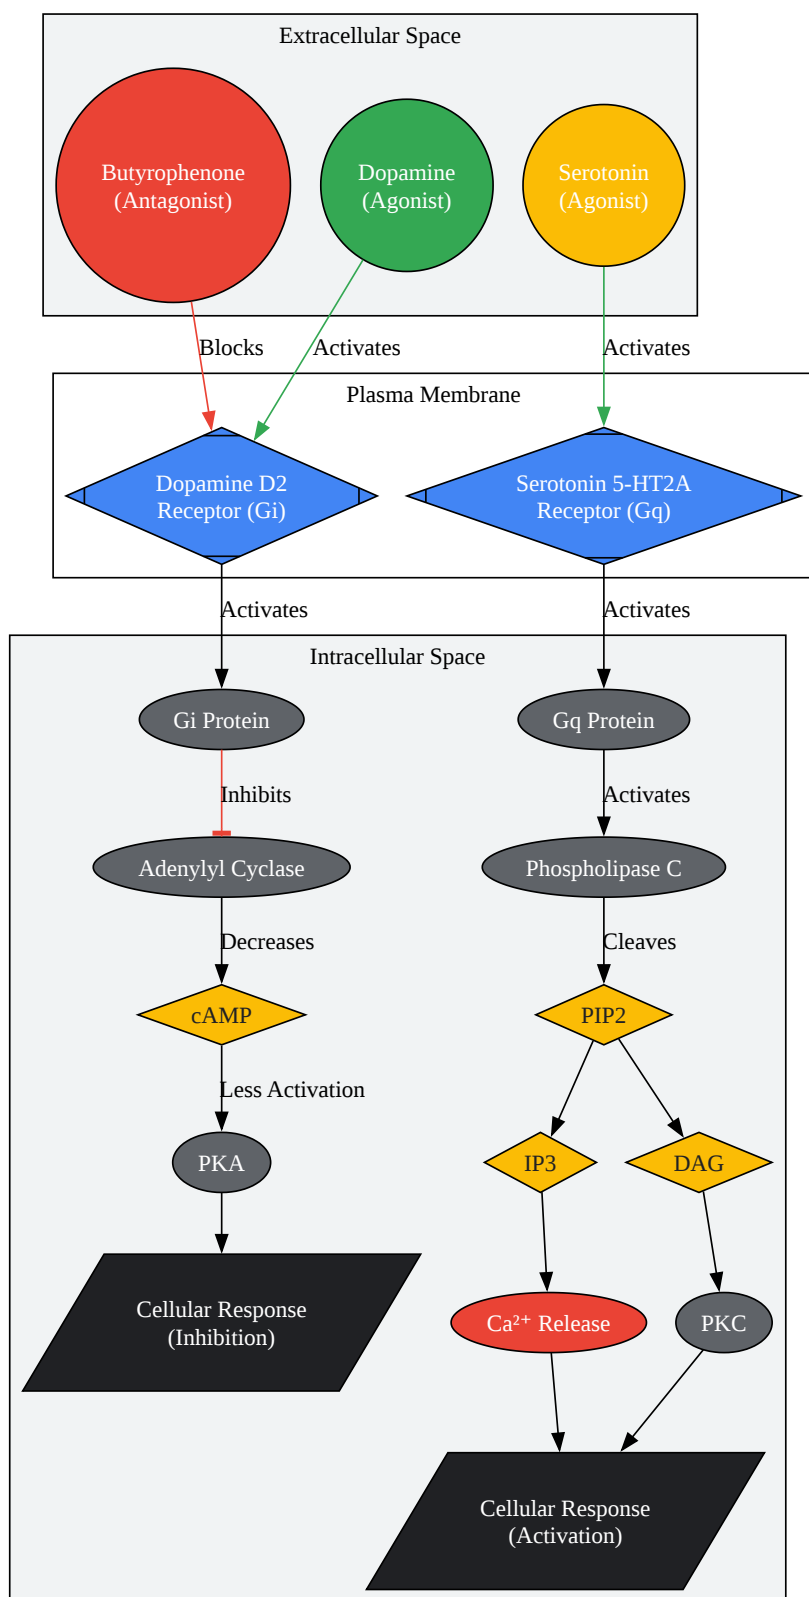 Extracellular Space
Butyrophenone
(Antagonist)
Dopamine
(Agonist)
Serotonin
(Agonist)
Blocks
Activates
Activates
Plasma Membrane
Dopamine D2
Receptor (Gi)
Serotonin 5-HT2A
Receptor (Gq)
Activates
Activates
Intracellular Space
Gi Protein
Gq Protein
Inhibits
Activates
Adenylyl Cyclase
Phospholipase C
Decreases
Cleaves
cAMP
PIP2
Less Activation
PKA
IP3
DAG
Cellular Response
(Inhibition)
Ca²⁺ Release
PKC
Cellular Response
(Activation)